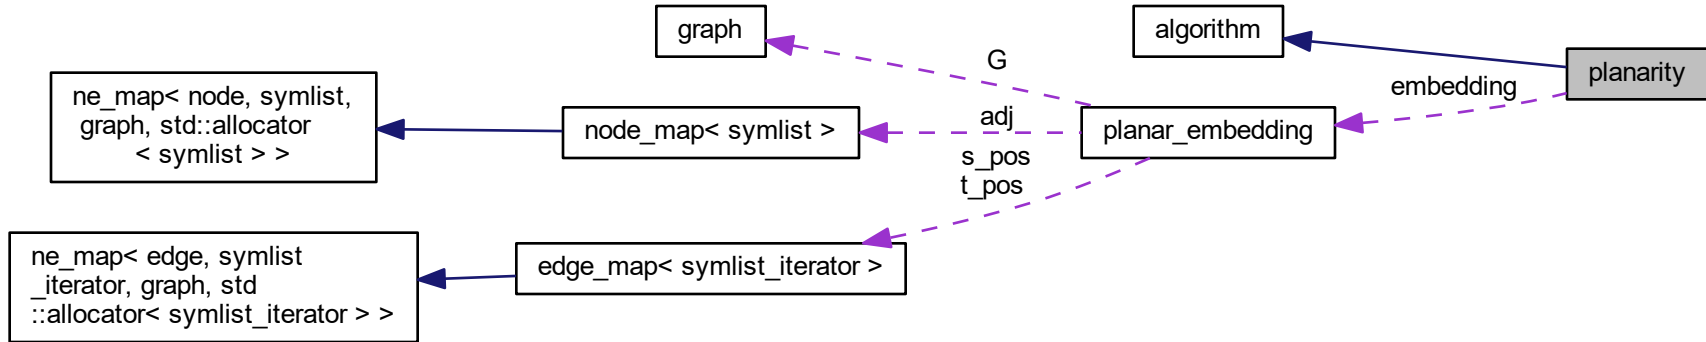 graph
algorithm
planarity
G
embedding
ne_map< node, symlist,
graph, std::allocator
< symlist > >
node_map< symlist >
adj
planar_embedding
s_pos
t_pos
ne_map< edge, symlist
_iterator, graph, std
::allocator< symlist_iterator > >
edge_map< symlist_iterator >